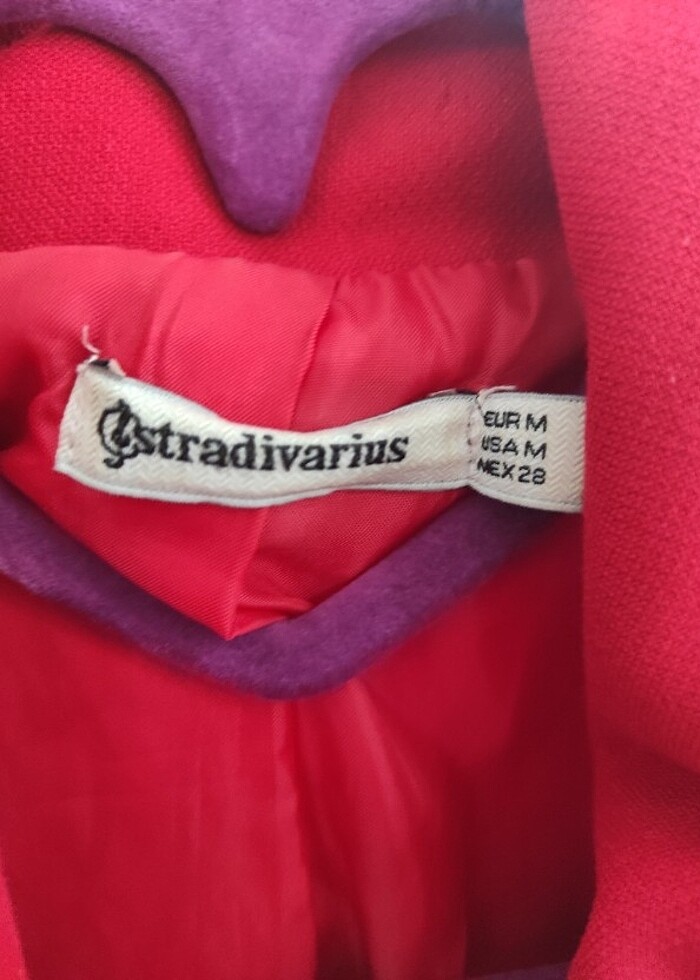 stradivarius
EUR M
USA M
MEX 28